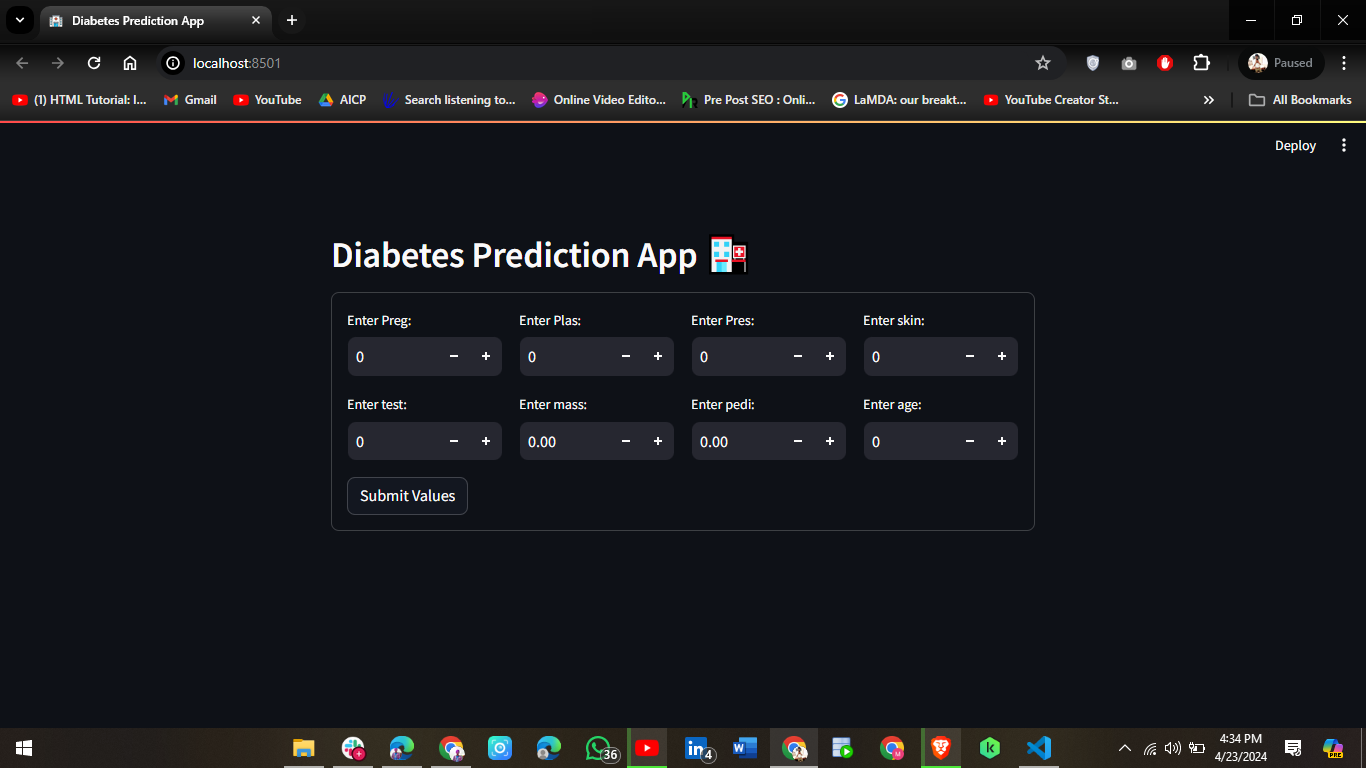 Diabetes Prediction App
localhost:8501
Paused
(1) HTML Tutorial: I...
Gmail
YouTube
AICP
Search listening to...
Online Video Edito...
Pre Post SEO : Onli...
LaMDA: our breakt...
YouTube Creator St...
All Bookmarks
Deploy
Diabetes Prediction App
Enter Preg: Enter Plas: Enter Pres: Enter skin:
0 0 0 0
Enter test: Enter mass: Enter pedi: Enter age:
0 0.00 0.00 0
Submit Values
36
4
4:34 PM
4/23/2024